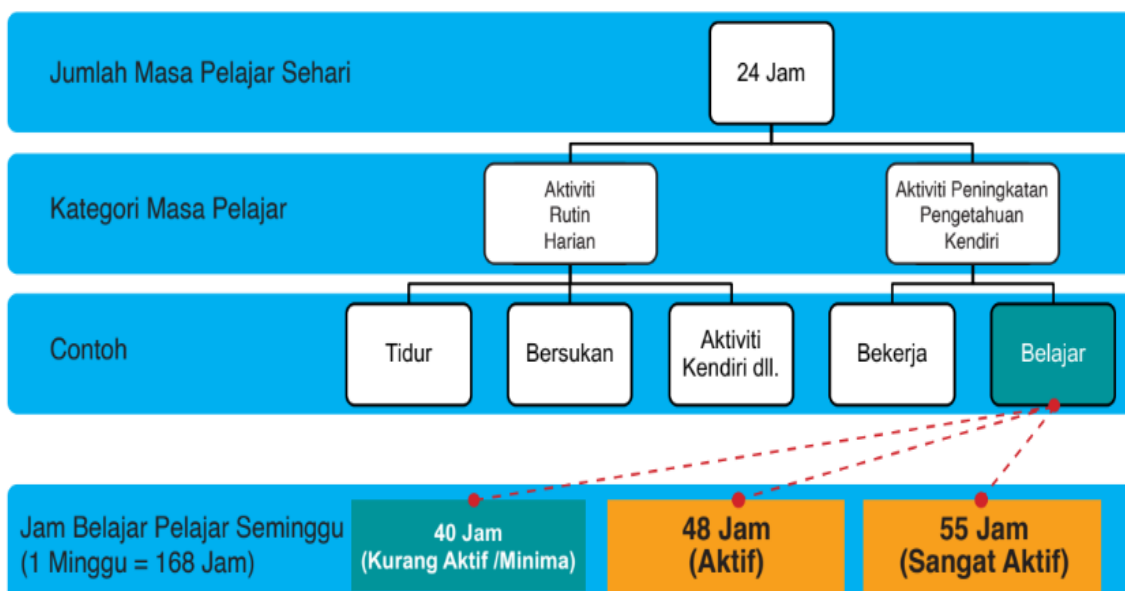 Jumlah Masa Pelajar Sehari
24 Jam
Kategori Masa Pelajar
Aktiviti
Rutin
Harian
Aktiviti Peningkatan
Pengetahuan
Kendiri
Contoh
Tidur
Bersukan
Aktiviti
Kendiri dll.
Bekerja
Belajar
Jam Belajar Pelajar Seminggu
(1 Minggu = 168 Jam)
40 Jam
(Kurang Aktif /Minima)
48 Jam
(Aktif)
55 Jam
(Sangat Aktif)